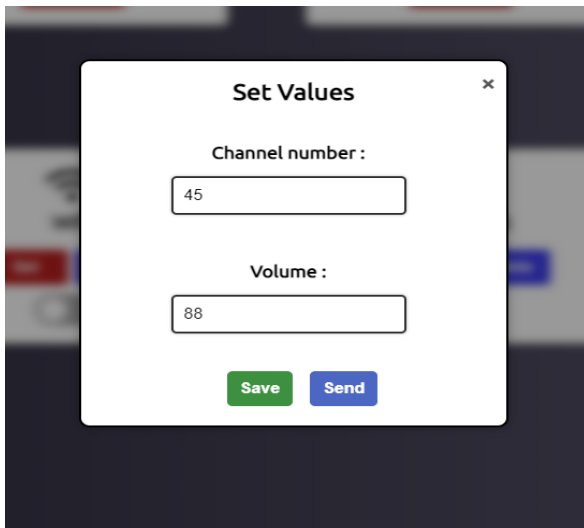 Set Values
×
Channel number :
45
Volume :
88
Save
Send